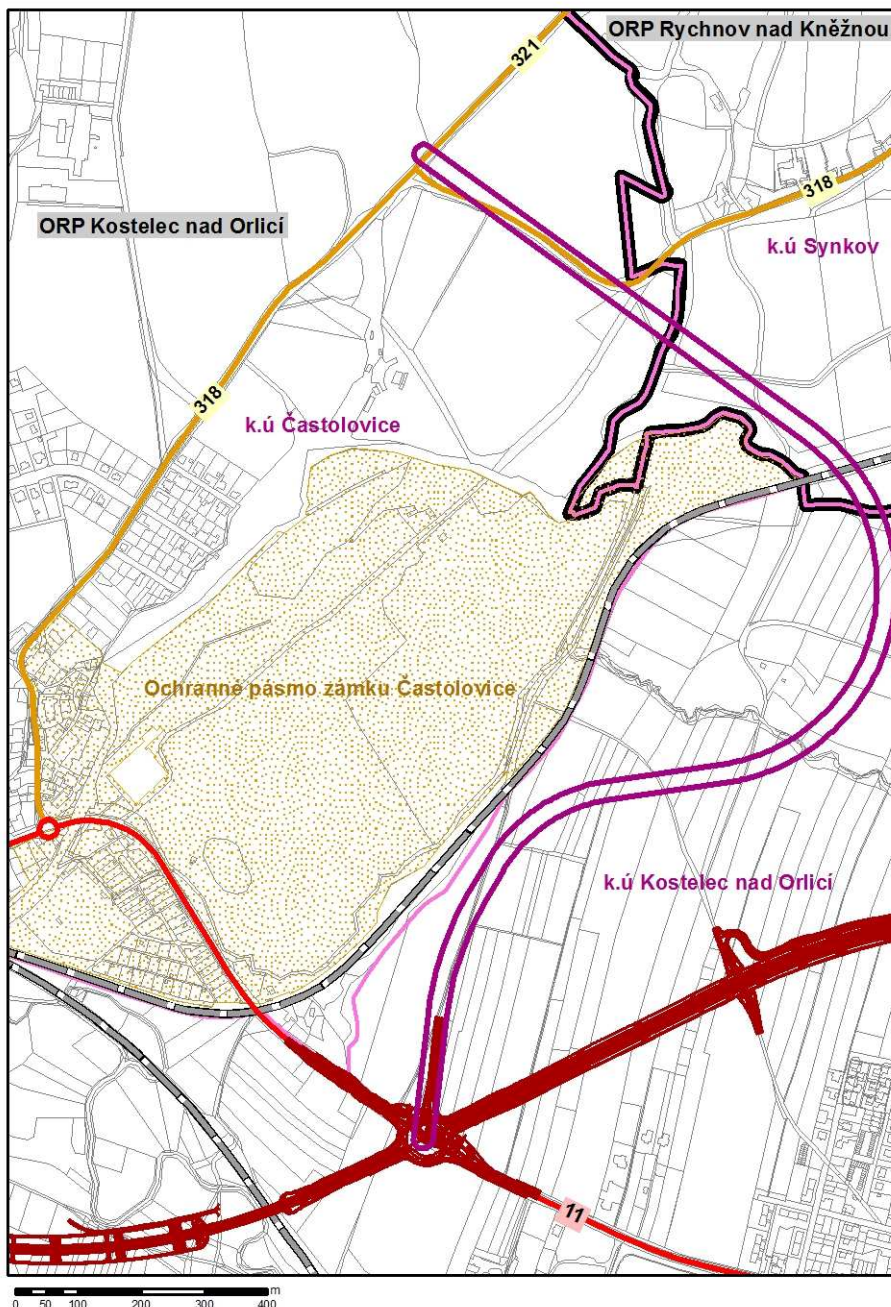 ORP Rychnov nad Kněžnou
321
318
ORP Kostelec nad Orlicí
k.ú Synkov
318
k.ú Častolovice
Ochranné pásmo zámku Častolovice
k.ú Kostelec nad Orlicí
11
m
0 50 100 200 300 400